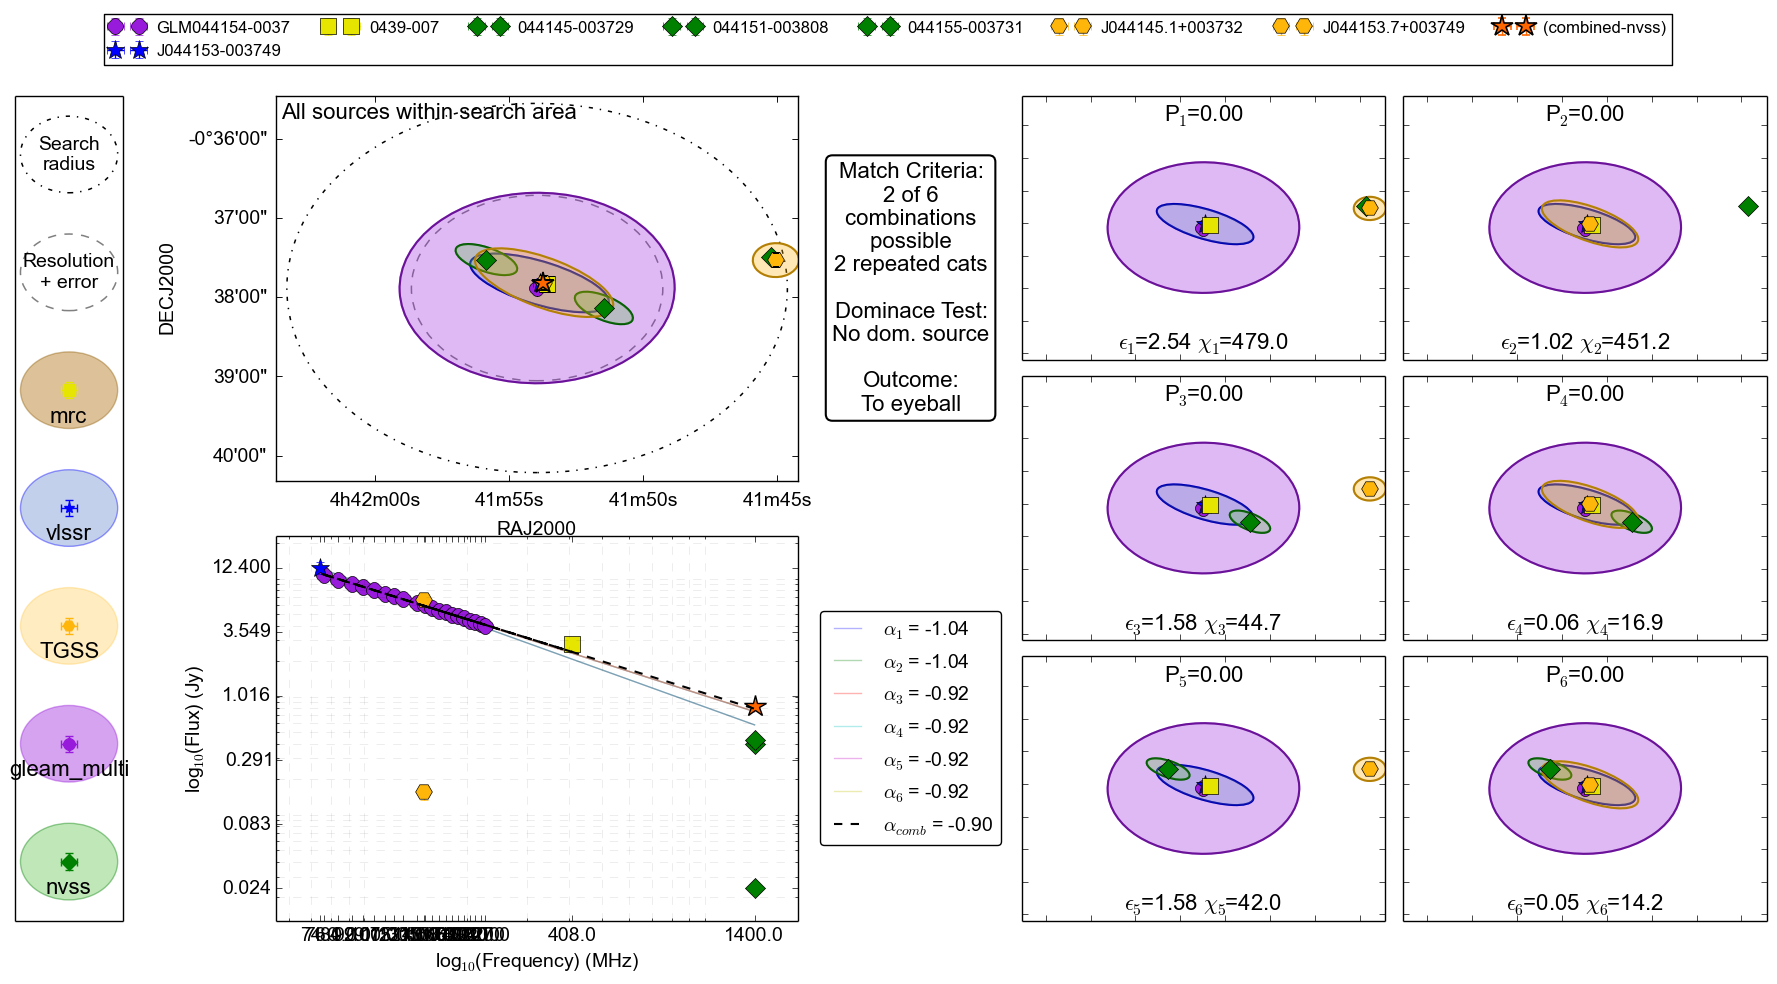 GLM044154-0037 0439-007 044145-003729 044151-003808 044155-003731 J044145.1+003732 J044153.7+003749 (combined-nvss)
J044153-003749
Search
radius
Resolution
+ error
mrc
vlssr
TGSS
gleam_multi
nvss
All sources within search area
-0°36'00"
37'00"
38'00"
39'00"
40'00"
DECJ2000
4h42m00s 41m55s 41m50s 41m45s
RAJ2000
Match Criteria:
2 of 6
combinations
possible
2 repeated cats
Dominace Test:
No dom. source
Outcome:
To eyeball
12.400
3.549
1.016
0.291
0.083
0.024
log₁₀(Flux) (Jy)
408.0 1400.0
log₁₀(Frequency) (MHz)
α₁ = -1.04
α₂ = -1.04
α₃ = -0.92
α₄ = -0.92
α₅ = -0.92
α₆ = -0.92
α_comb = -0.90
P₁=0.00
ϵ₁=2.54 χ₁=479.0
P₂=0.00
ϵ₂=1.02 χ₂=451.2
P₃=0.00
ϵ₃=1.58 χ₃=44.7
P₄=0.00
ϵ₄=0.06 χ₄=16.9
P₅=0.00
ϵ₅=1.58 χ₅=42.0
P₆=0.00
ϵ₆=0.05 χ₆=14.2